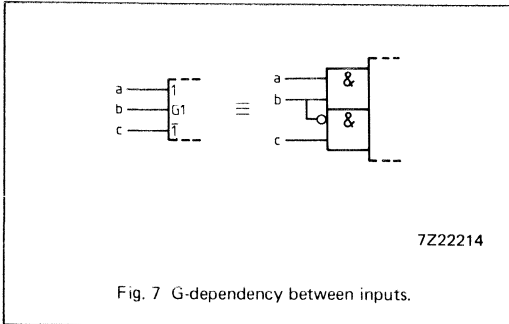 a 1 a &
b G1 ≡ b
c 1̅ c &
7Z22214
Fig. 7 G-dependency between inputs.